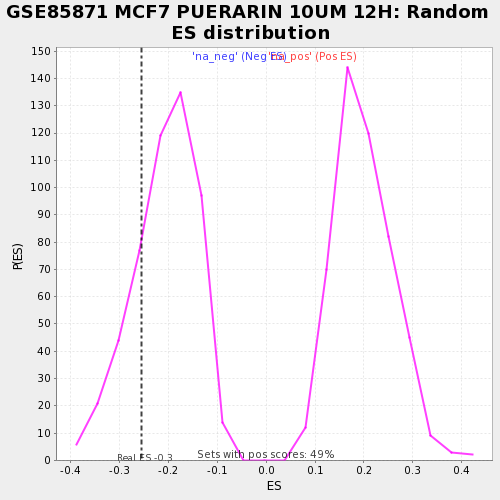 GSE85871 MCF7 PUERARIN 10UM 12H: Random
ES distribution
'na_neg' (Neg ES)
'na_pos' (Pos ES)
150
140
130
120
110
100
90
80
70
60
50
40
30
20
10
0
P(ES)
Real ES -0.3
Sets with pos scores: 49%
-0.4 -0.3 -0.2 -0.1 0.0 0.1 0.2 0.3 0.4
ES